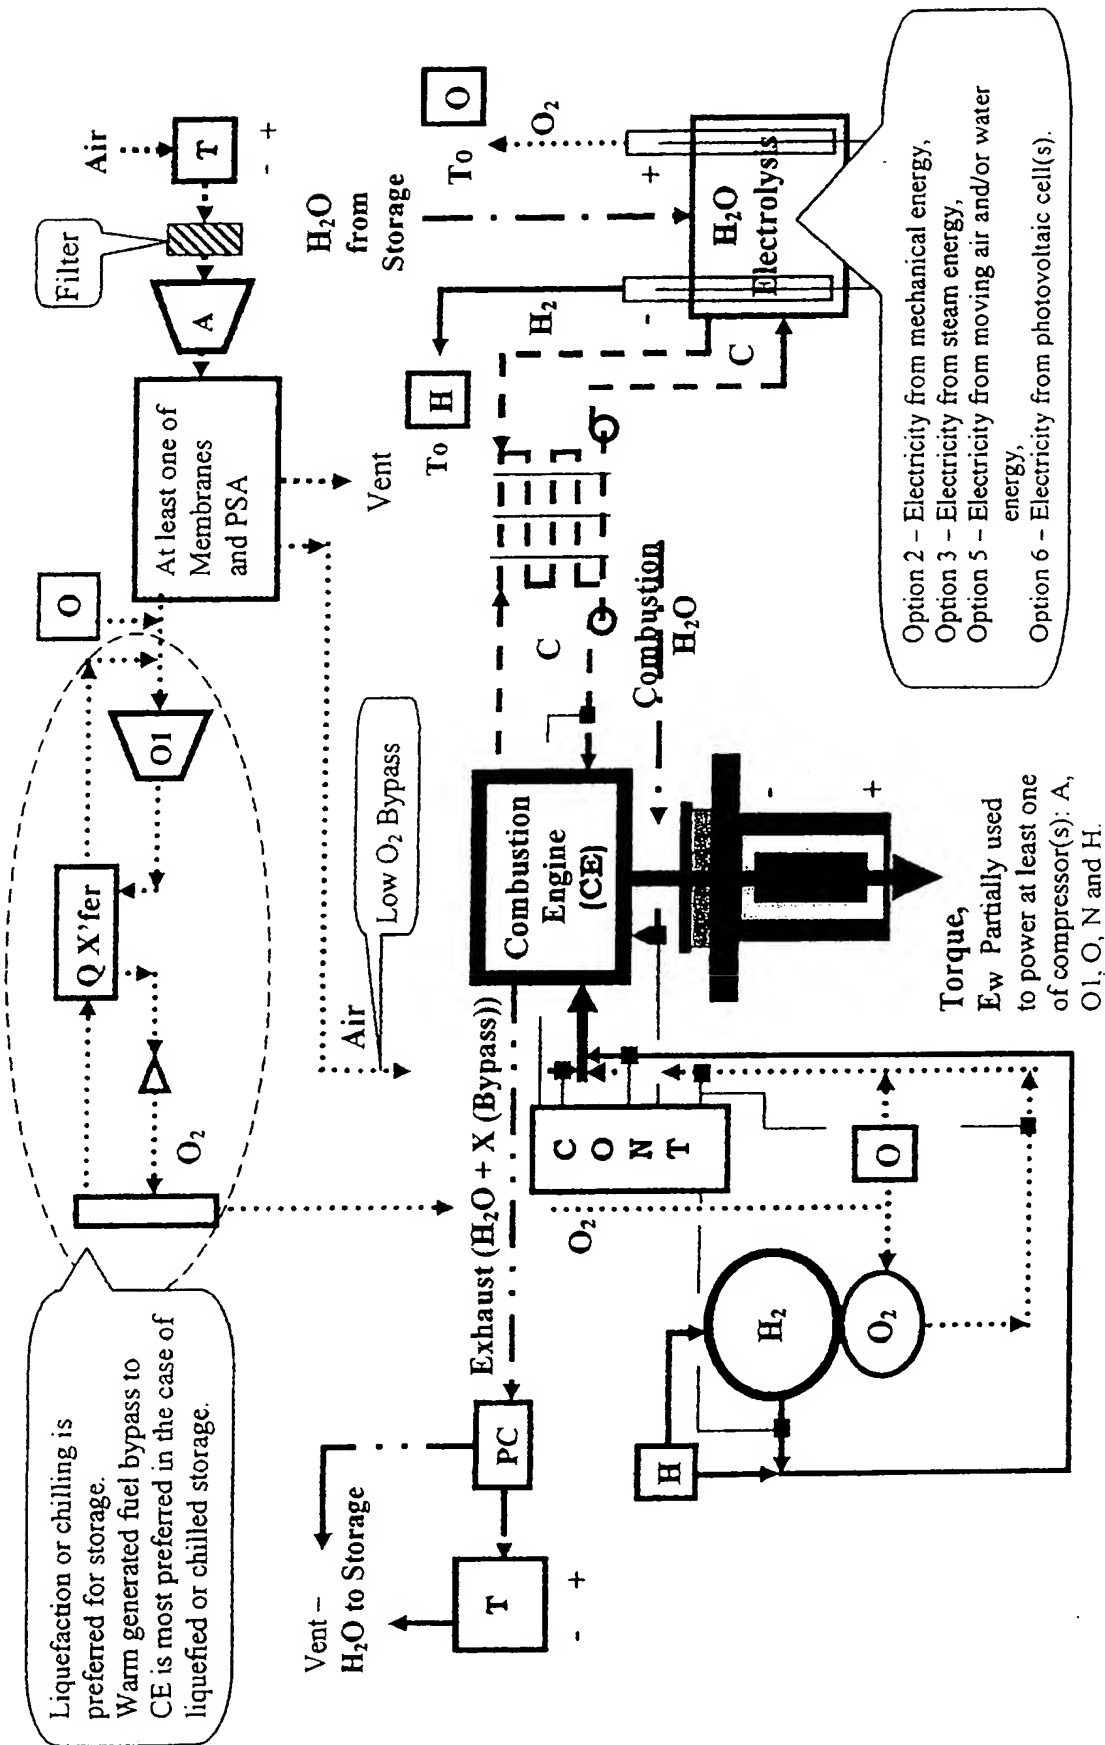 Liquefaction or chilling is
preferred for storage.
Warm generated fuel bypass to
CE is most preferred in the case of
liquefied or chilled storage.
O₂
Q X'fer
O1
O
At least one of
Membranes
and PSA
A
Filter
T
Air
- +
Vent
Air
Low O₂ Bypass
Vent –
H₂O to Storage
T
- +
PC
Exhaust (H₂O + X (Bypass))
O₂
C
O
N
T
Combustion
Engine
(CE)
C
Combustion
H₂O
To
H
H₂
H₂O
from
Storage
To
O
O₂
C
-
+
H₂O
Electrolysis
H
H₂
O₂
O
-
+
Torque,
Ew Partially used
to power at least one
of compressor(s): A,
O1, O, N and H.
Option 2 – Electricity from mechanical energy,
Option 3 – Electricity from steam energy,
Option 5 – Electricity from moving air and/or water
energy,
Option 6 – Electricity from photovoltaic cell(s).